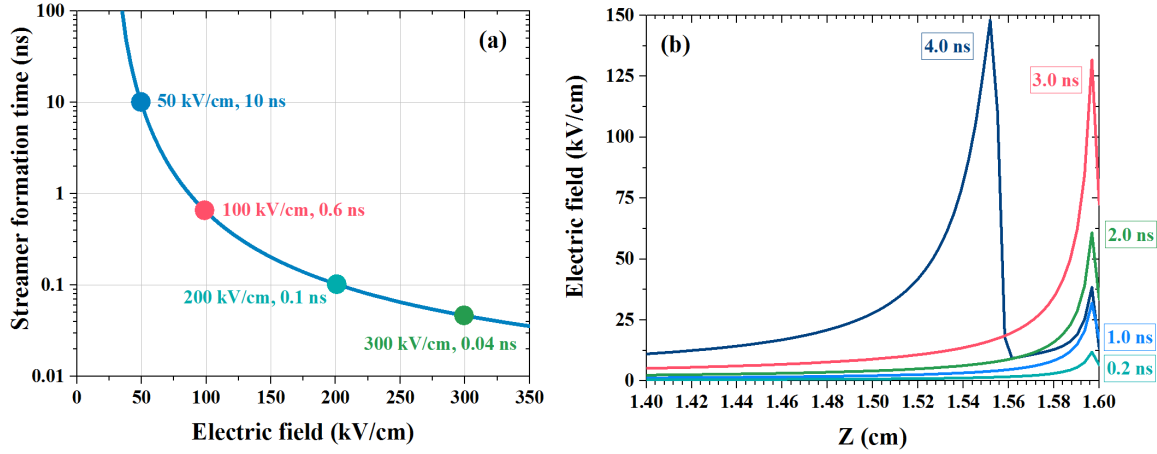 (a)
Streamer formation time (ns)
100
10
1
0.1
0.01
50 kV/cm, 10 ns
100 kV/cm, 0.6 ns
200 kV/cm, 0.1 ns
300 kV/cm, 0.04 ns
0 50 100 150 200 250 300 350
Electric field (kV/cm)
(b)
Electric field (kV/cm)
150
125
100
75
50
25
0
4.0 ns
3.0 ns
2.0 ns
1.0 ns
0.2 ns
1.40 1.42 1.44 1.46 1.48 1.50 1.52 1.54 1.56 1.58 1.60
Z (cm)